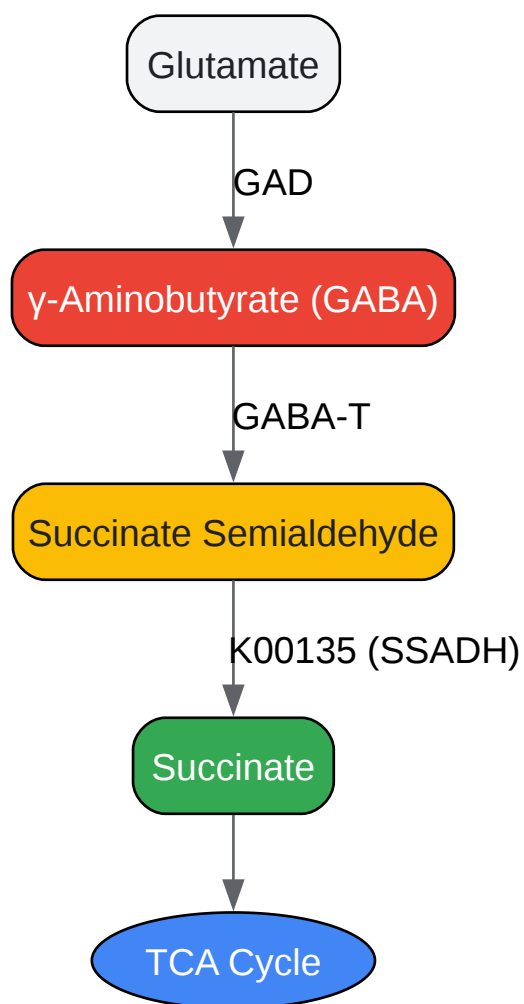 Glutamate
GAD
γ-Aminobutyrate (GABA)
GABA-T
Succinate Semialdehyde
K00135 (SSADH)
Succinate
TCA Cycle